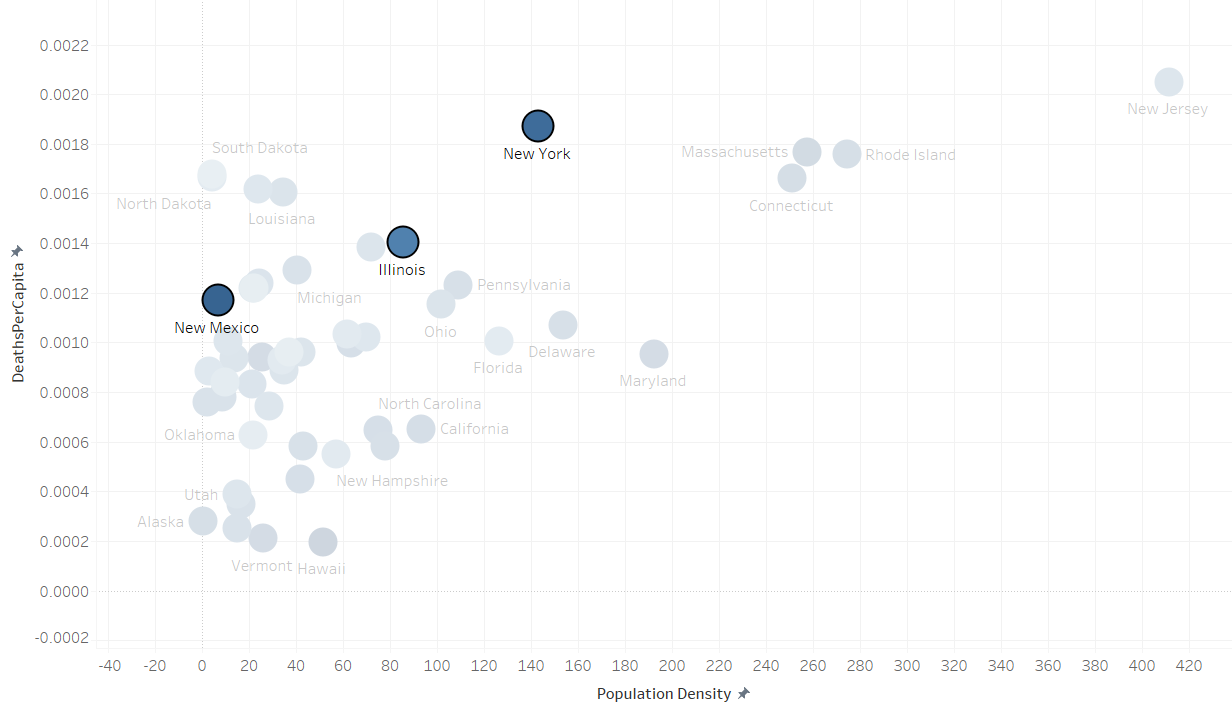 0.0022
0.0020
New Jersey
0.0018
New York
South Dakota
Massachusetts
Rhode Island
0.0016
North Dakota
Connecticut
Louisiana
0.0014
Illinois
0.0012
Michigan
Pennsylvania
New Mexico
Ohio
0.0010
Delaware
Florida
Maryland
0.0008
North Carolina
California
0.0006
Oklahoma
New Hampshire
0.0004
Utah
Alaska
0.0002
Vermont
Hawaii
0.0000
-0.0002
DeathsPerCapita
-40 -20 0 20 40 60 80 100 120 140 160 180 200 220 240 260 280 300 320 340 360 380 400 420
Population Density